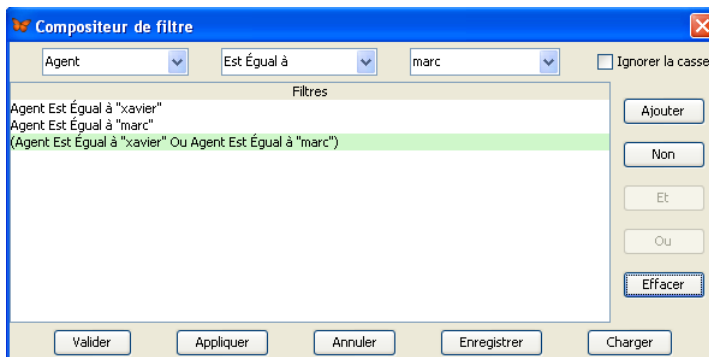 Compositeur de filtre
Agent Est Égual à marc Ignorer la casse
Filtres
Agent Est Égual à "xavier"
Agent Est Égual à "marc"
(Agent Est Égual à "xavier" Ou Agent Est Égual à "marc")
Ajouter
Non
Et
Ou
Effacer
Valider Appliquer Annuler Enregistrer Charger